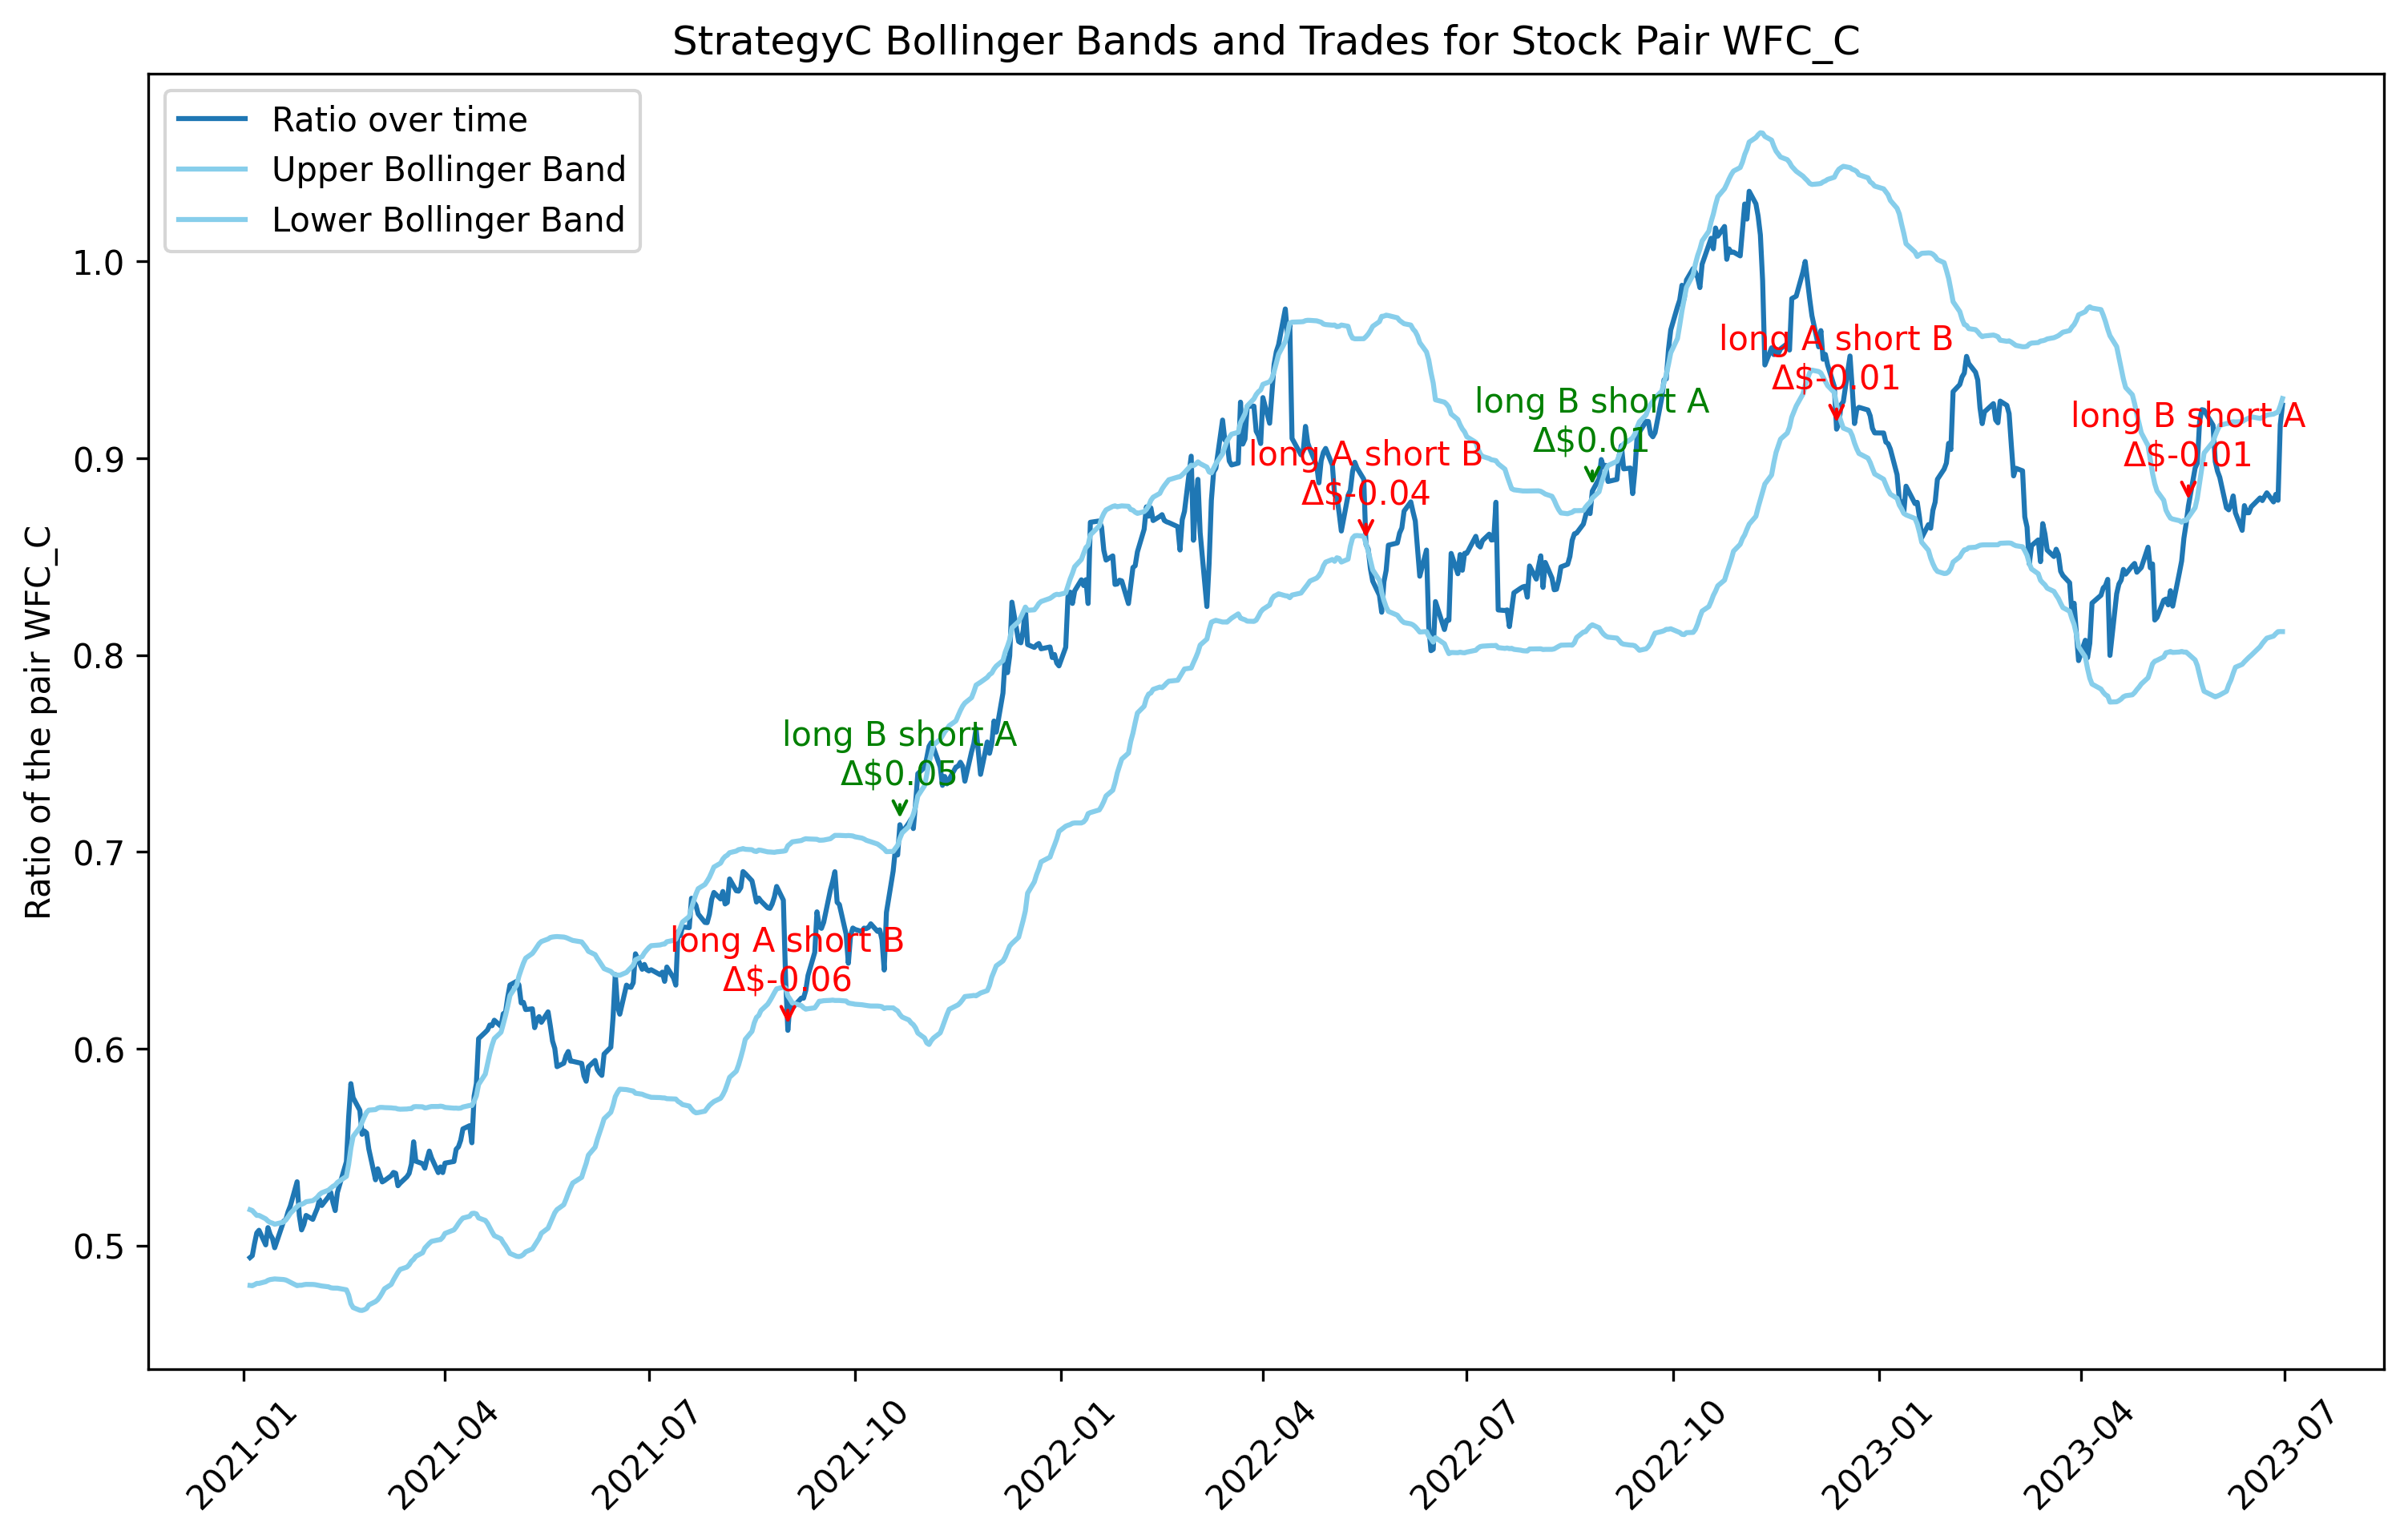 StrategyC Bollinger Bands and Trades for Stock Pair WFC_C
Ratio over time
Upper Bollinger Band
Lower Bollinger Band
Ratio of the pair WFC_C
1.0
0.9
0.8
0.7
0.6
0.5
long A short B
Δ$-0.06
long B short A
Δ$0.05
long A short B
Δ$-0.04
long B short A
Δ$0.01
long A short B
Δ$-0.01
long B short A
Δ$-0.01
2021-01
2021-04
2021-07
2021-10
2022-01
2022-04
2022-07
2022-10
2023-01
2023-04
2023-07